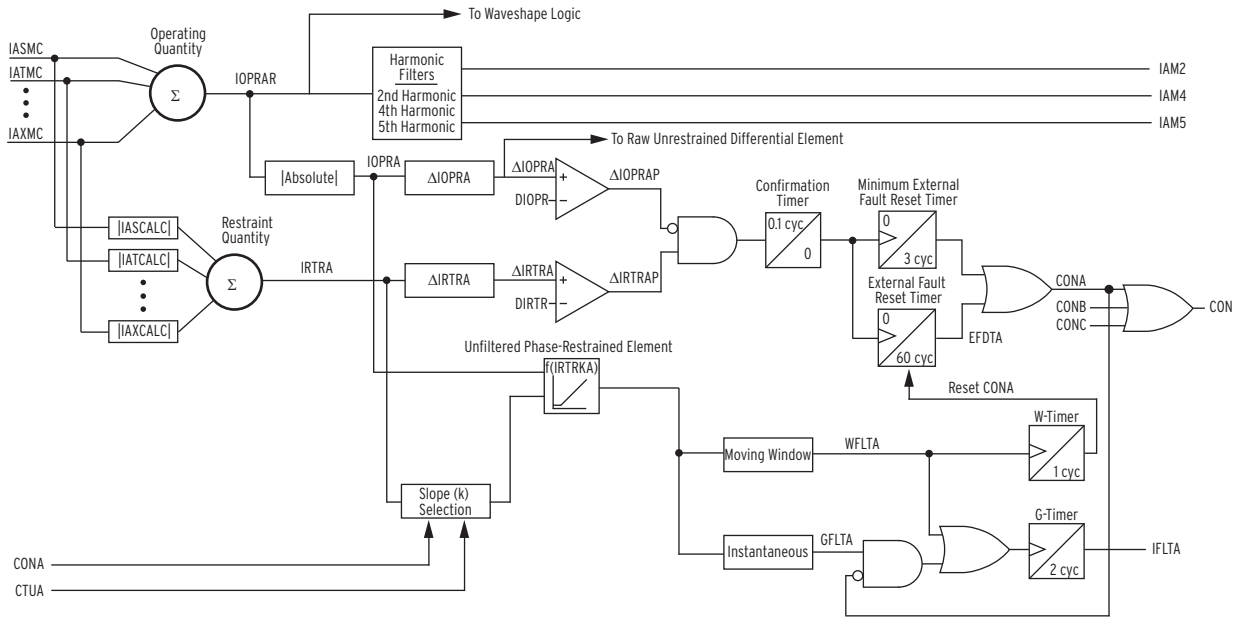 To Waveshape Logic
Operating
Quantity
IASMC
IATMC
IAXMC
Σ
IOPRAR
Harmonic
Filters
2nd Harmonic
4th Harmonic
5th Harmonic
IAM2
IAM4
IAM5
To Raw Unrestrained Differential Element
|Absolute|
IOPRA
ΔIOPRA
ΔIOPRA
+
DIOPR
–
ΔIOPRAP
Confirmation
Timer
0.1 cyc
0
Minimum External
Fault Reset Timer
0
3 cyc
|IASCALC|
|IATCALC|
|IAXCALC|
Restraint
Quantity
Σ
IRTRA
ΔIRTRA
ΔIRTRA
+
DIRTR
–
ΔIRTRAP
External Fault
Reset Timer
0
60 cyc
EFDTA
CONA
CONB
CONC
CON
Unfiltered Phase-Restrained Element
f(IRTRKA)
Reset CONA
W-Timer
1 cyc
Moving Window
WFLTA
Slope (k)
Selection
G-Timer
2 cyc
Instantaneous
GFLTA
IFLTA
CONA
CTUA